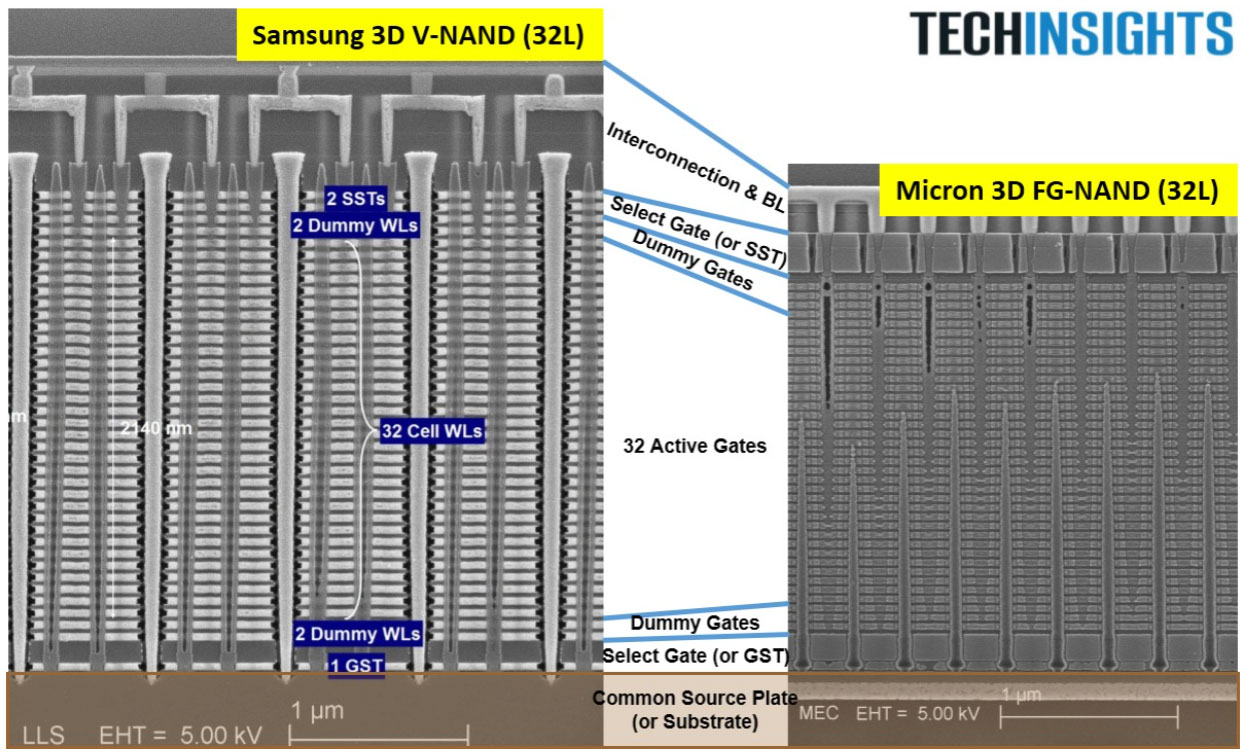 Samsung 3D V-NAND (32L)
TECHINSIGHTS
Interconnection & BL
Micron 3D FG-NAND (32L)
2 SSTs
Select Gate (or SST)
2 Dummy WLs
Dummy Gates
nm
2140 nm
32 Cell WLs
32 Active Gates
2 Dummy WLs
Dummy Gates
1 GST
Select Gate (or GST)
Common Source Plate
(or Substrate)
1 µm
LLS EHT = 5.00 kV
1 µm
MEC EHT = 5.00 kV